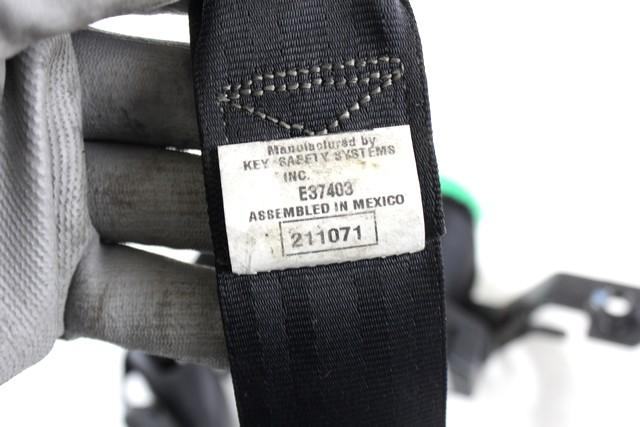 Manufactured by
KEY SAFETY SYSTEMS
INC.
E37403
ASSEMBLED IN MEXICO
211071